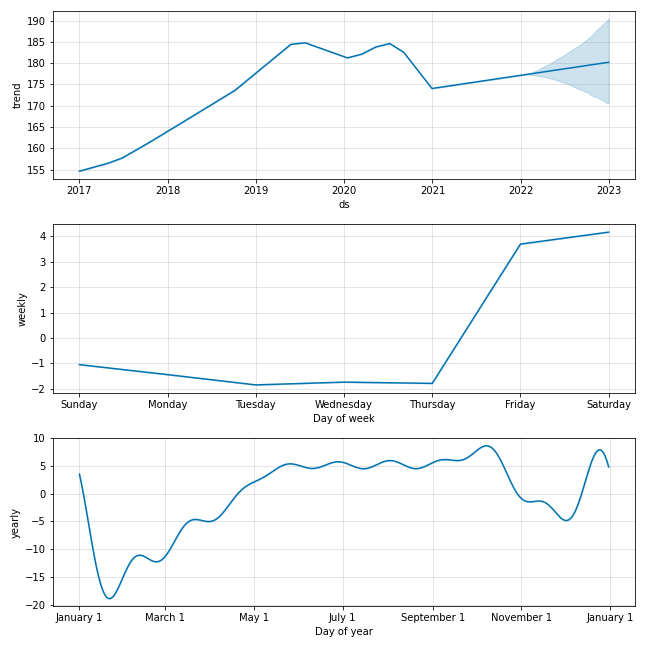 190
185
180
175
170
165
160
155
trend
2017 2018 2019 2020 2021 2022 2023
ds
4
3
2
1
0
−1
−2
weekly
Sunday Monday Tuesday Wednesday Thursday Friday Saturday
Day of week
10
5
0
−5
−10
−15
−20
yearly
January 1 March 1 May 1 July 1 September 1 November 1 January 1
Day of year